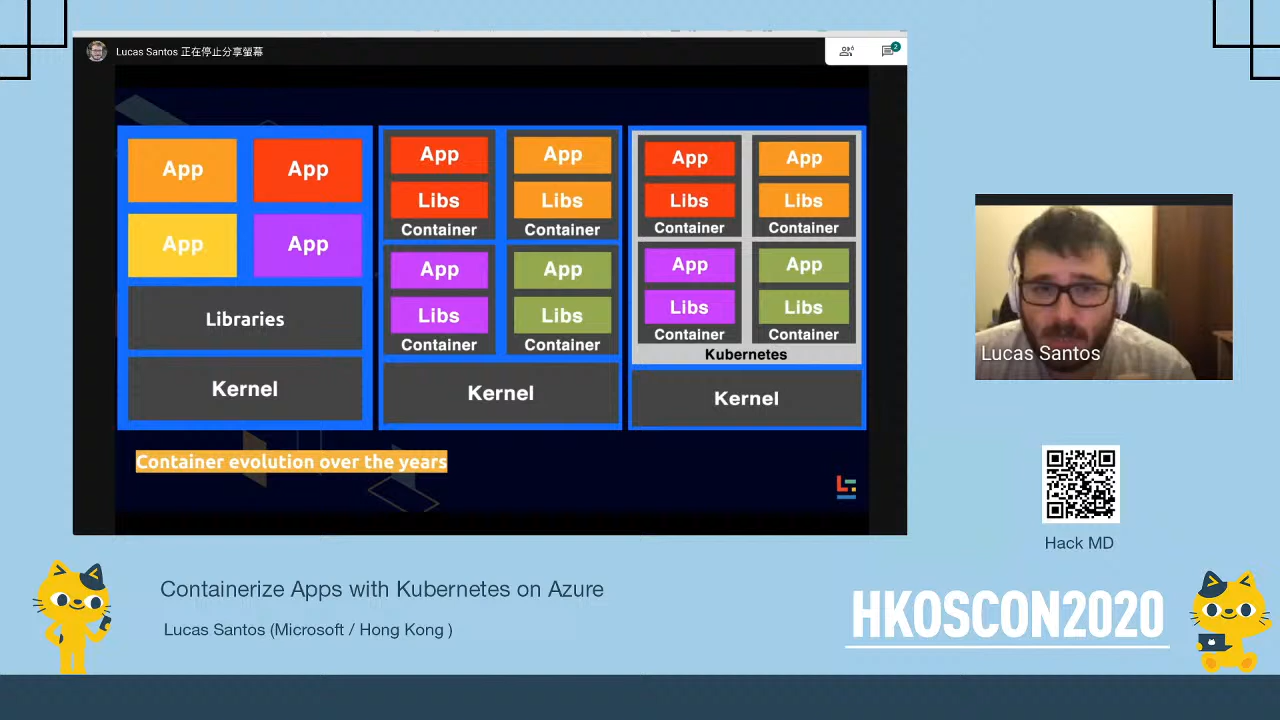 Lucas Santos 正在停止分享螢幕
2
App App
App App
Libraries
Kernel
App App
Libs Libs
Container Container
App App
Libs Libs
Container Container
Kernel
App App
Libs Libs
Container Container
App App
Libs Libs
Container Container
Kubernetes
Kernel
Container evolution over the years
Lucas Santos
Hack MD
Containerize Apps with Kubernetes on Azure
Lucas Santos (Microsoft / Hong Kong )
HKOSCON2020